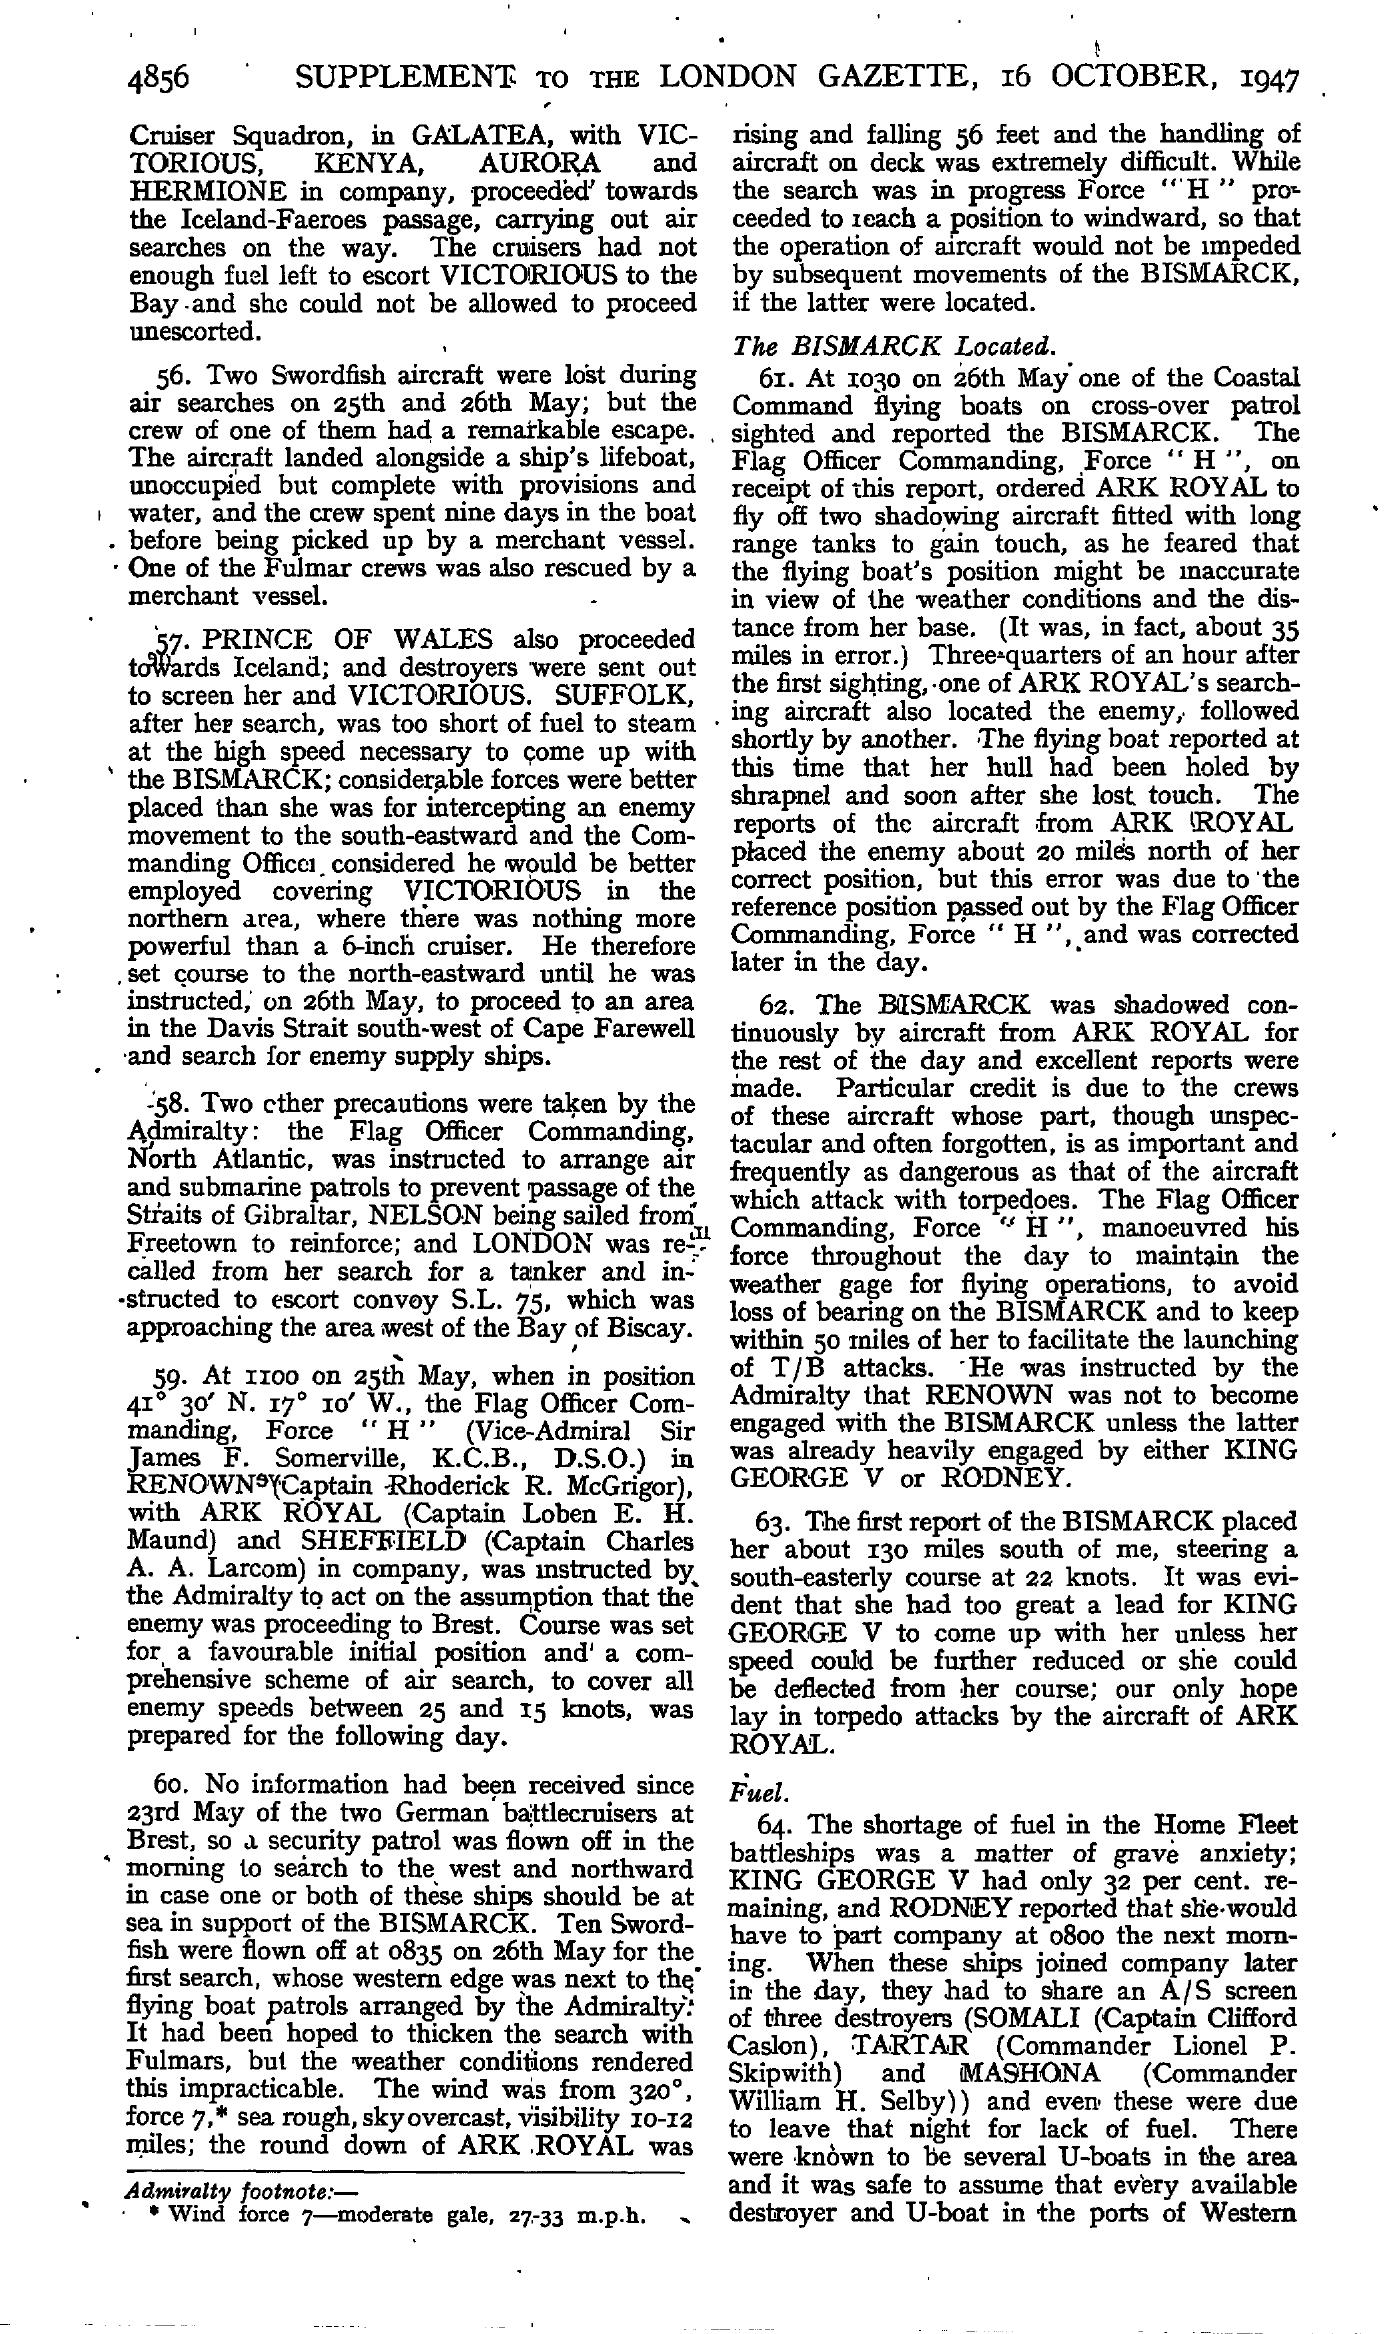 4856 SUPPLEMENT TO THE LONDON GAZETTE, 16 OCTOBER, 1947
Cruiser Squadron, in GALATEA, with VIC-
TORIOUS, KENYA, AURORA and
HERMIONE in company, proceeded towards
the Iceland-Faeroes passage, carrying out air
searches on the way. The cruisers had not
enough fuel left to escort VICTORIOUS to the
Bay and she could not be allowed to proceed
unescorted.
56. Two Swordfish aircraft were lost during
air searches on 25th and 26th May; but the
crew of one of them had a remarkable escape.
The aircraft landed alongside a ship's lifeboat,
unoccupied but complete with provisions and
water, and the crew spent nine days in the boat
before being picked up by a merchant vessel.
One of the Fulmar crews was also rescued by a
merchant vessel.
57. PRINCE OF WALES also proceeded
towards Iceland; and destroyers were sent out
to screen her and VICTORIOUS. SUFFOLK,
after her search, was too short of fuel to steam
at the high speed necessary to come up with
the BISMARCK; considerable forces were better
placed than she was for intercepting an enemy
movement to the south-eastward and the Com-
manding Officer considered he would be better
employed covering VICTORIOUS in the
northern area, where there was nothing more
powerful than a 6-inch cruiser. He therefore
set course to the north-eastward until he was
instructed, on 26th May, to proceed to an area
in the Davis Strait south-west of Cape Farewell
and search for enemy supply ships.
58. Two other precautions were taken by the
Admiralty: the Flag Officer Commanding,
North Atlantic, was instructed to arrange air
and submarine patrols to prevent passage of the
Straits of Gibraltar, NELSON being sailed from
Freetown to reinforce; and LONDON was re-
called from her search for a tanker and in-
structed to escort convoy S.L. 75, which was
approaching the area west of the Bay of Biscay.
59. At 1100 on 25th May, when in position
41° 30′ N. 17° 10′ W., the Flag Officer Com-
manding, Force " H " (Vice-Admiral Sir
James F. Somerville, K.C.B., D.S.O.) in
RENOWN (Captain Rhoderick R. McGrigor),
with ARK ROYAL (Captain Loben E. H.
Maund) and SHEFFIELD (Captain Charles
A. A. Larcom) in company, was instructed by
the Admiralty to act on the assumption that the
enemy was proceeding to Brest. Course was set
for a favourable initial position and a com-
prehensive scheme of air search, to cover all
enemy speeds between 25 and 15 knots, was
prepared for the following day.
60. No information had been received since
23rd May of the two German battlecruisers at
Brest, so a security patrol was flown off in the
morning to search to the west and northward
in case one or both of these ships should be at
sea in support of the BISMARCK. Ten Sword-
fish were flown off at 0835 on 26th May for the
first search, whose western edge was next to the
flying boat patrols arranged by the Admiralty.
It had been hoped to thicken the search with
Fulmars, but the weather conditions rendered
this impracticable. The wind was from 320°,
force 7,* sea rough, sky overcast, visibility 10-12
miles; the round down of ARK ROYAL was
Admiralty footnote:—
* Wind force 7—moderate gale, 27-33 m.p.h.
rising and falling 56 feet and the handling of
aircraft on deck was extremely difficult. While
the search was in progress Force " H " pro-
ceeded to reach a position to windward, so that
the operation of aircraft would not be impeded
by subsequent movements of the BISMARCK,
if the latter were located.
The BISMARCK Located.
61. At 1030 on 26th May one of the Coastal
Command flying boats on cross-over patrol
sighted and reported the BISMARCK. The
Flag Officer Commanding, Force " H ", on
receipt of this report, ordered ARK ROYAL to
fly off two shadowing aircraft fitted with long
range tanks to gain touch, as he feared that
the flying boat's position might be inaccurate
in view of the weather conditions and the dis-
tance from her base. (It was, in fact, about 35
miles in error.) Three-quarters of an hour after
the first sighting, one of ARK ROYAL's search-
ing aircraft also located the enemy, followed
shortly by another. The flying boat reported at
this time that her hull had been holed by
shrapnel and soon after she lost touch. The
reports of the aircraft from ARK ROYAL
placed the enemy about 20 miles north of her
correct position, but this error was due to the
reference position passed out by the Flag Officer
Commanding, Force " H ", and was corrected
later in the day.
62. The BISMARCK was shadowed con-
tinuously by aircraft from ARK ROYAL for
the rest of the day and excellent reports were
made. Particular credit is due to the crews
of these aircraft whose part, though unspec-
tacular and often forgotten, is as important and
frequently as dangerous as that of the aircraft
which attack with torpedoes. The Flag Officer
Commanding, Force " H ", manoeuvred his
force throughout the day to maintain the
weather gage for flying operations, to avoid
loss of bearing on the BISMARCK and to keep
within 50 miles of her to facilitate the launching
of T/B attacks. He was instructed by the
Admiralty that RENOWN was not to become
engaged with the BISMARCK unless the latter
was already heavily engaged by either KING
GEORGE V or RODNEY.
63. The first report of the BISMARCK placed
her about 130 miles south of me, steering a
south-easterly course at 22 knots. It was evi-
dent that she had too great a lead for KING
GEORGE V to come up with her unless her
speed could be further reduced or she could
be deflected from her course; our only hope
lay in torpedo attacks by the aircraft of ARK
ROYAL.
Fuel.
64. The shortage of fuel in the Home Fleet
battleships was a matter of grave anxiety;
KING GEORGE V had only 32 per cent. re-
maining, and RODNEY reported that she would
have to part company at 0800 the next morn-
ing. When these ships joined company later
in the day, they had to share an A/S screen
of three destroyers (SOMALI (Captain Clifford
Caslon), TARTAR (Commander Lionel P.
Skipwith) and MASHONA (Commander
William H. Selby)) and even these were due
to leave that night for lack of fuel. There
were known to be several U-boats in the area
and it was safe to assume that every available
destroyer and U-boat in the ports of Western